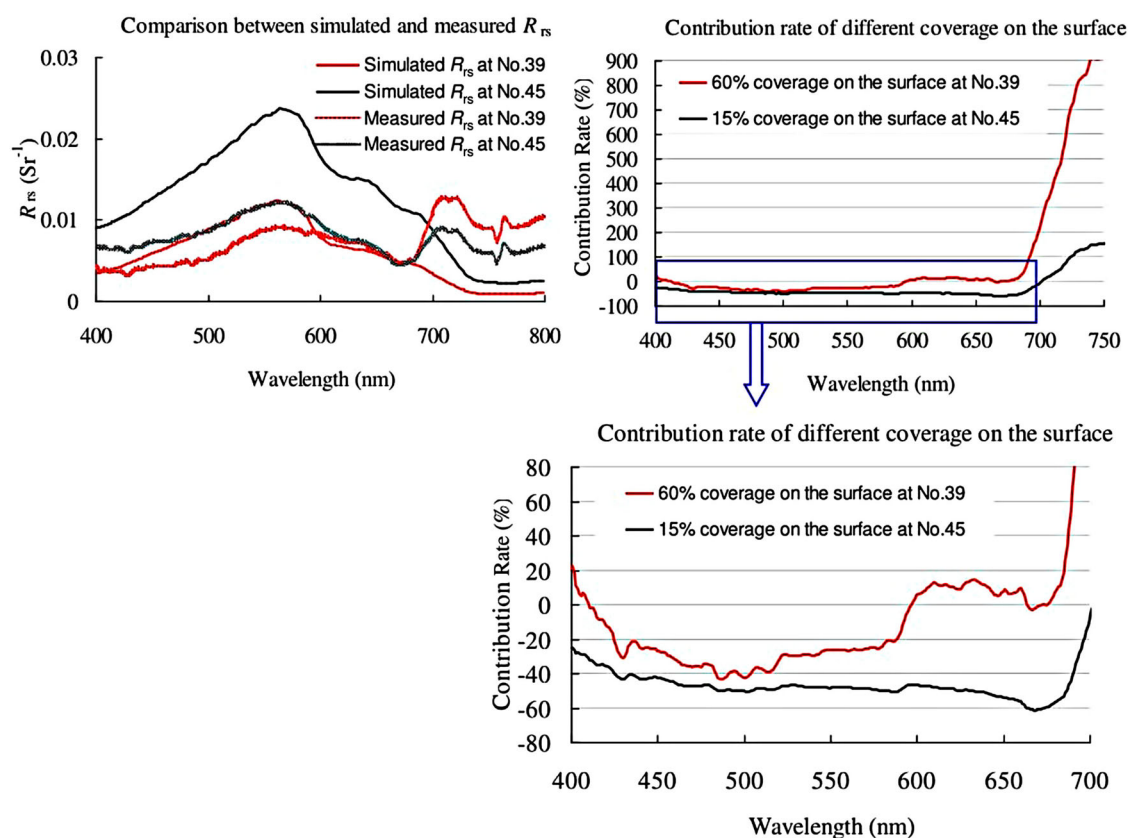 Comparison between simulated and measured R rs
0.03
0.02
0.01
0
R rs (Sr-1)
Simulated R rs at No.39
Simulated R rs at No.45
Measured R rs at No.39
Measured R rs at No.45
400 500 600 700 800
Wavelength (nm)
Contribution rate of different coverage on the surface
900
800
700
600
500
400
300
200
100
0
-100
Contribution Rate (%)
60% coverage on the surface at No.39
15% coverage on the surface at No.45
400 450 500 550 600 650 700 750
Wavelength (nm)
Contribution rate of different coverage on the surface
80
60
40
20
0
-20
-40
-60
-80
Contribution Rate (%)
60% coverage on the surface at No.39
15% coverage on the surface at No.45
400 450 500 550 600 650 700
Wavelength (nm)